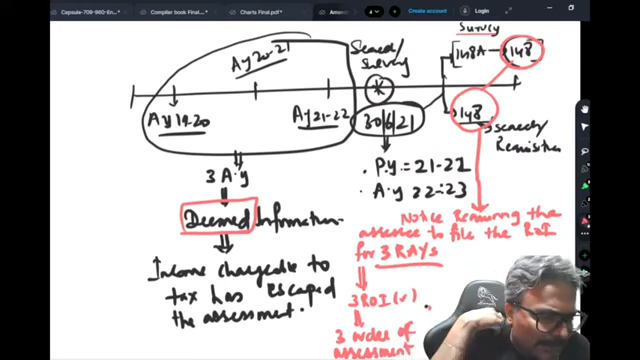 Capsule-709-980-En...
Compiler book Final...
Charts Final.pdf
Amended-
Create account
Survey
Search/
Survey
[148A → 148
A.y 20-21
A.y 19-20
A.y 21-22
30/6/21
148
→ Search/
Requisition
3 A.y
. P.y = 21-22
. A.y 22-23
Deemed Information
Notice Requiring the
assessee to file the ROI
for 3 RAYs
Income chargeable to
tax has escaped
the assessment.
3 ROI (✓)
3 order of
assessment